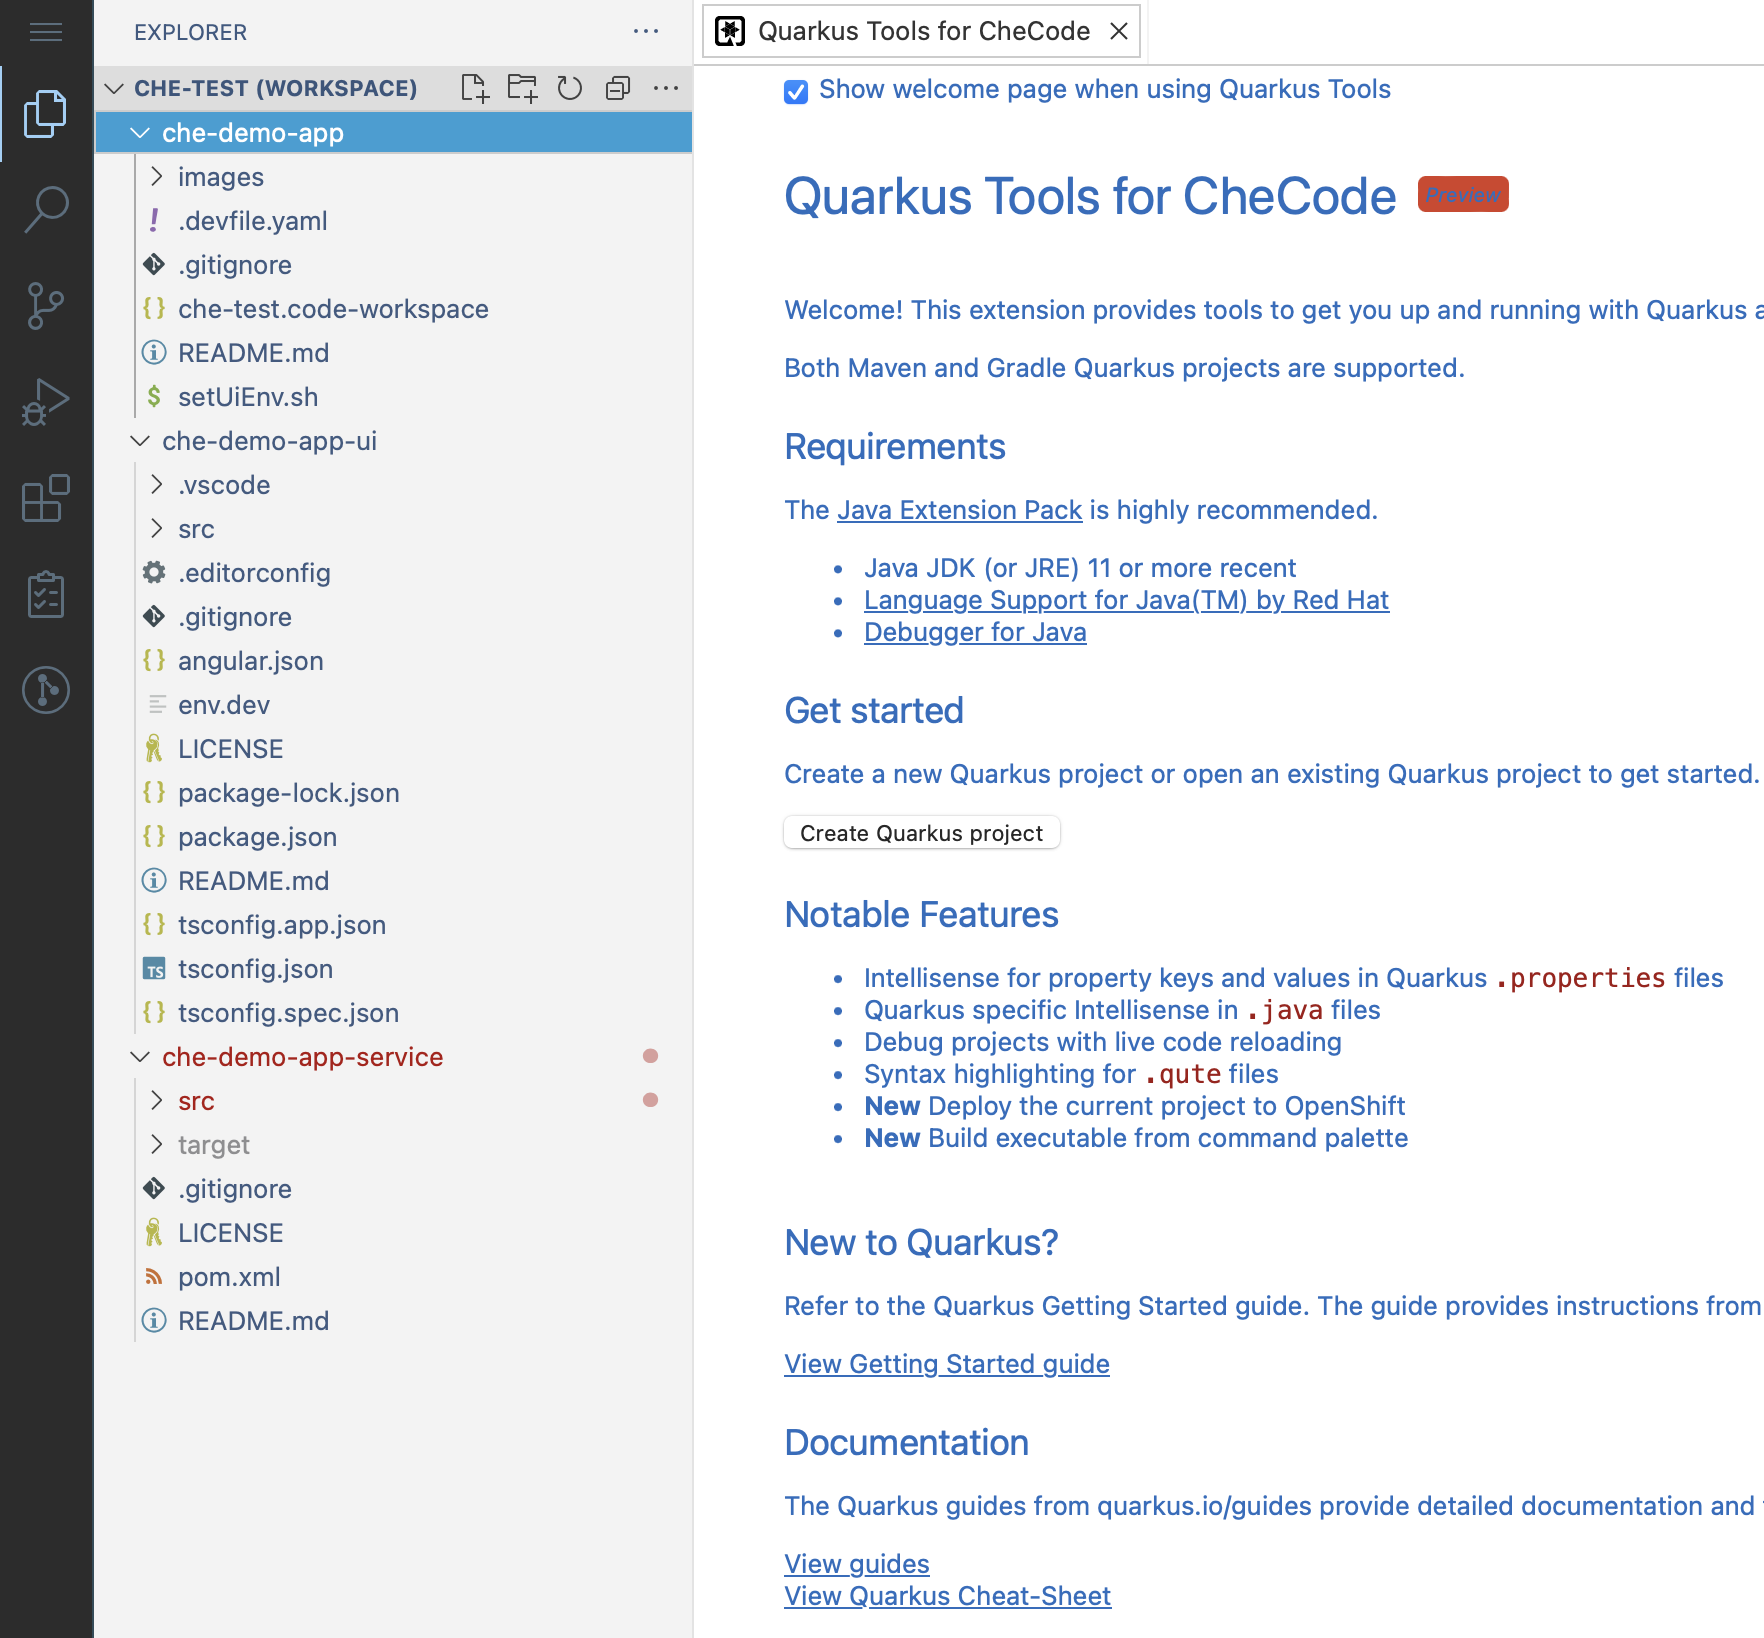 EXPLORER
CHE-TEST (WORKSPACE)
che-demo-app
images
.devfile.yaml
.gitignore
che-test.code-workspace
README.md
setUiEnv.sh
che-demo-app-ui
.vscode
src
.editorconfig
.gitignore
angular.json
env.dev
LICENSE
package-lock.json
package.json
README.md
tsconfig.app.json
tsconfig.json
tsconfig.spec.json
che-demo-app-service
src
target
.gitignore
LICENSE
pom.xml
README.md
Quarkus Tools for CheCode
Show welcome page when using Quarkus Tools
Quarkus Tools for CheCode Preview
Welcome! This extension provides tools to get you up and running with Quarkus a
Both Maven and Gradle Quarkus projects are supported.
Requirements
The Java Extension Pack is highly recommended.
• Java JDK (or JRE) 11 or more recent
• Language Support for Java(TM) by Red Hat
• Debugger for Java
Get started
Create a new Quarkus project or open an existing Quarkus project to get started.
Create Quarkus project
Notable Features
• Intellisense for property keys and values in Quarkus .properties files
• Quarkus specific Intellisense in .java files
• Debug projects with live code reloading
• Syntax highlighting for .qute files
• New Deploy the current project to OpenShift
• New Build executable from command palette
New to Quarkus?
Refer to the Quarkus Getting Started guide. The guide provides instructions from
View Getting Started guide
Documentation
The Quarkus guides from quarkus.io/guides provide detailed documentation and
View guides
View Quarkus Cheat-Sheet